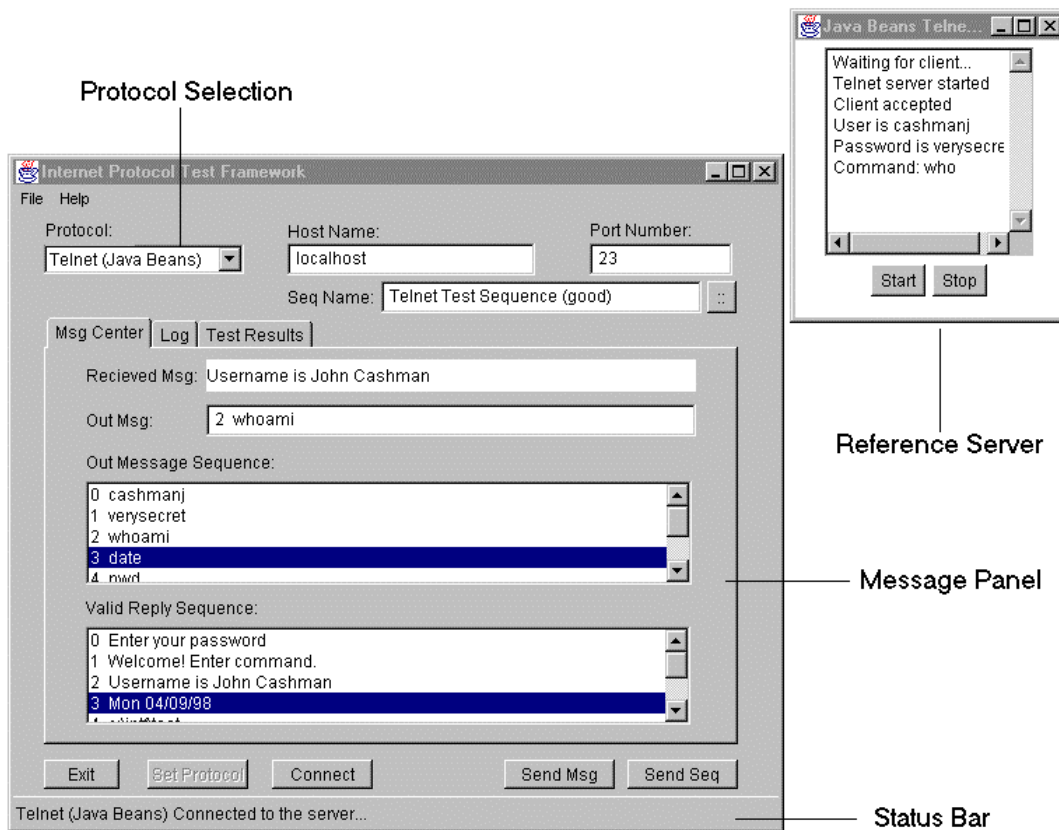 Java Beans Telne...
Waiting for client...
Telnet server started
Client accepted
User is cashmanj
Password is verysecre
Command: who
Start Stop
Reference Server
Protocol Selection
Internet Protocol Test Framework
File Help
Protocol: Host Name: Port Number:
Telnet (Java Beans) localhost 23
Seq Name: Telnet Test Sequence (good) ::
Msg Center Log Test Results
Recieved Msg: Username is John Cashman
Out Msg: 2 whoami
Out Message Sequence:
0 cashmanj
1 verysecret
2 whoami
3 date
4 pwd
Message Panel
Valid Reply Sequence:
0 Enter your password
1 Welcome! Enter command.
2 Username is John Cashman
3 Mon 04/09/98
Exit Set Protocol Connect Send Msg Send Seq
Telnet (Java Beans) Connected to the server...
Status Bar